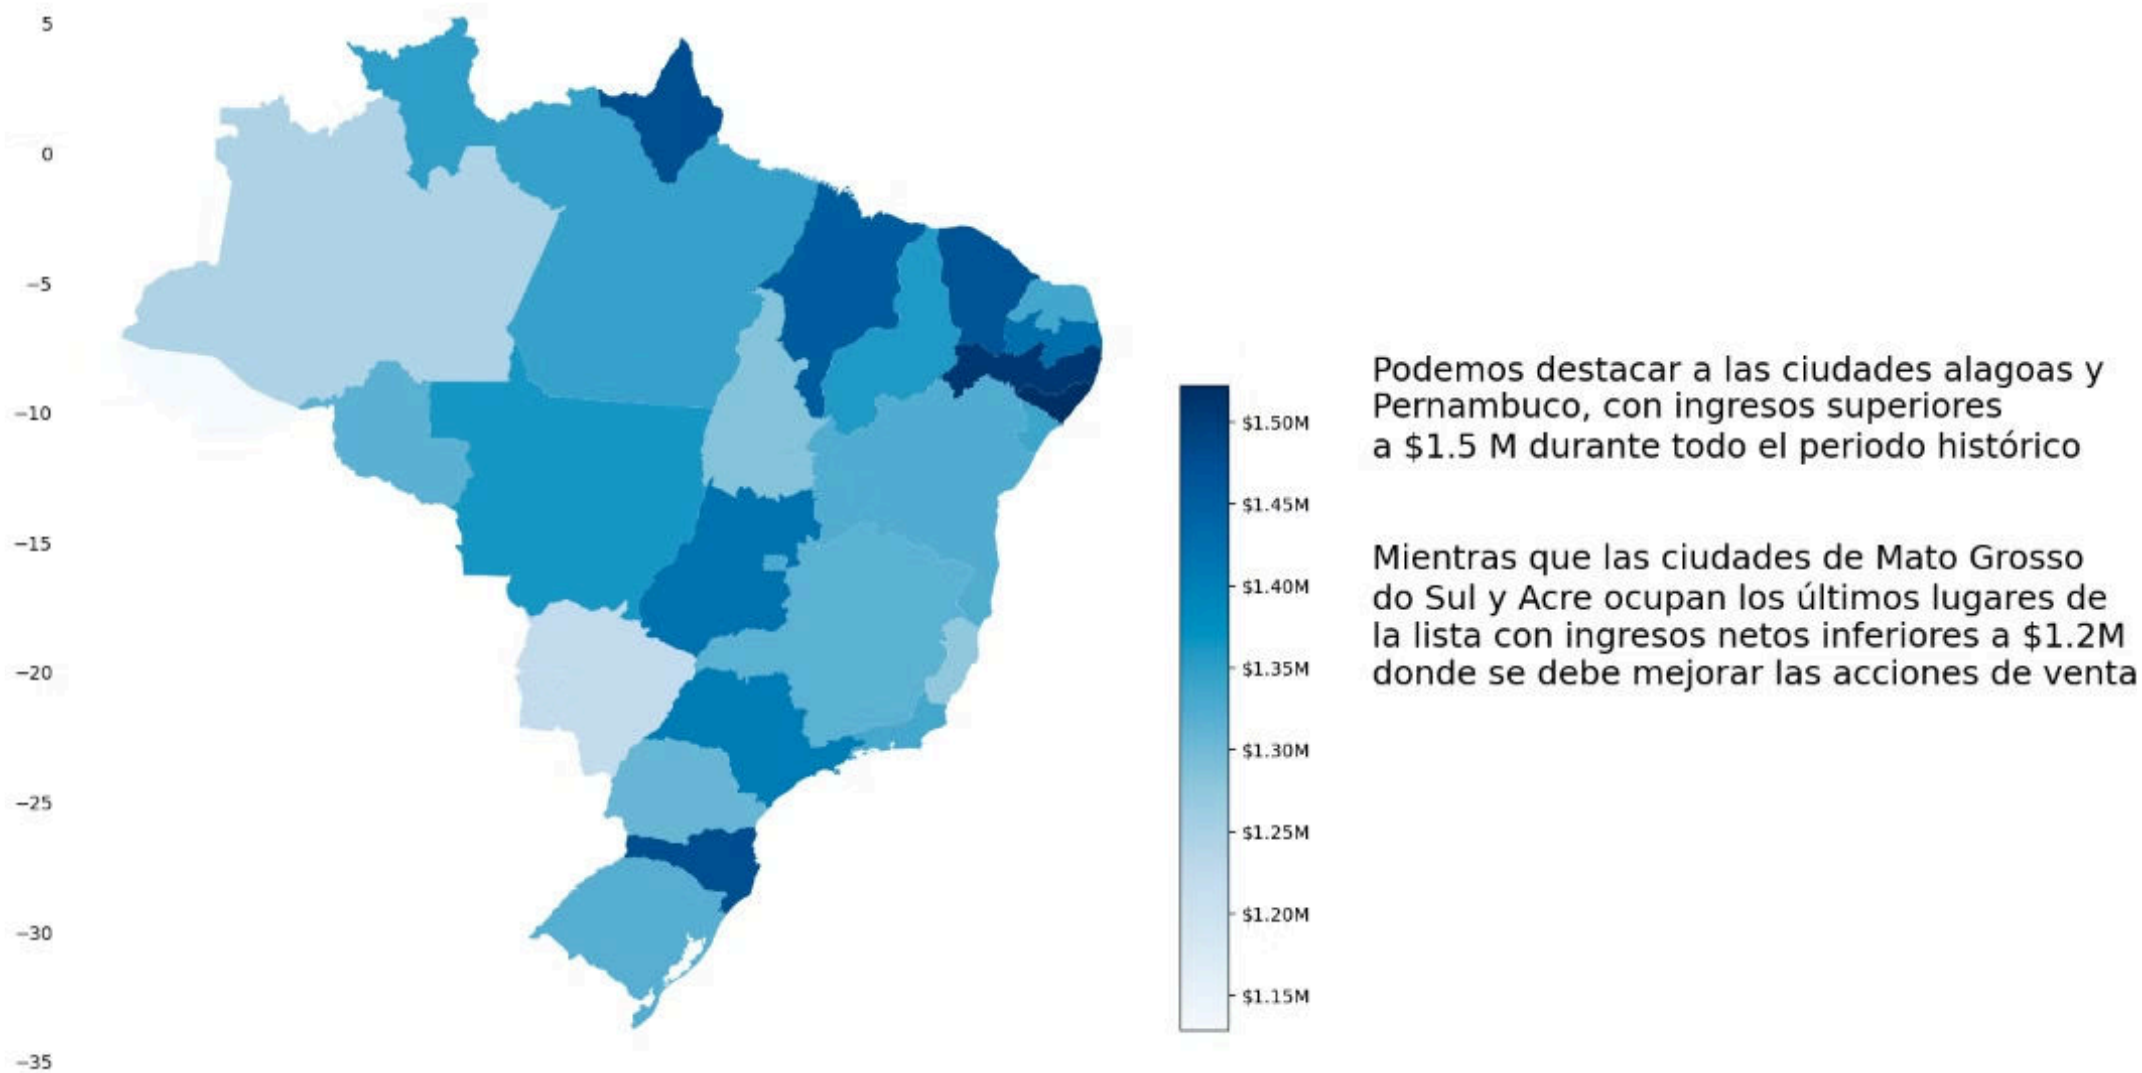 5
0
−5
−10
−15
−20
−25
−30
−35
$1.50M
$1.45M
$1.40M
$1.35M
$1.30M
$1.25M
$1.20M
$1.15M
Podemos destacar a las ciudades alagoas y
Pernambuco, con ingresos superiores
a $1.5 M durante todo el periodo histórico
Mientras que las ciudades de Mato Grosso
do Sul y Acre ocupan los últimos lugares de
la lista con ingresos netos inferiores a $1.2M
donde se debe mejorar las acciones de venta